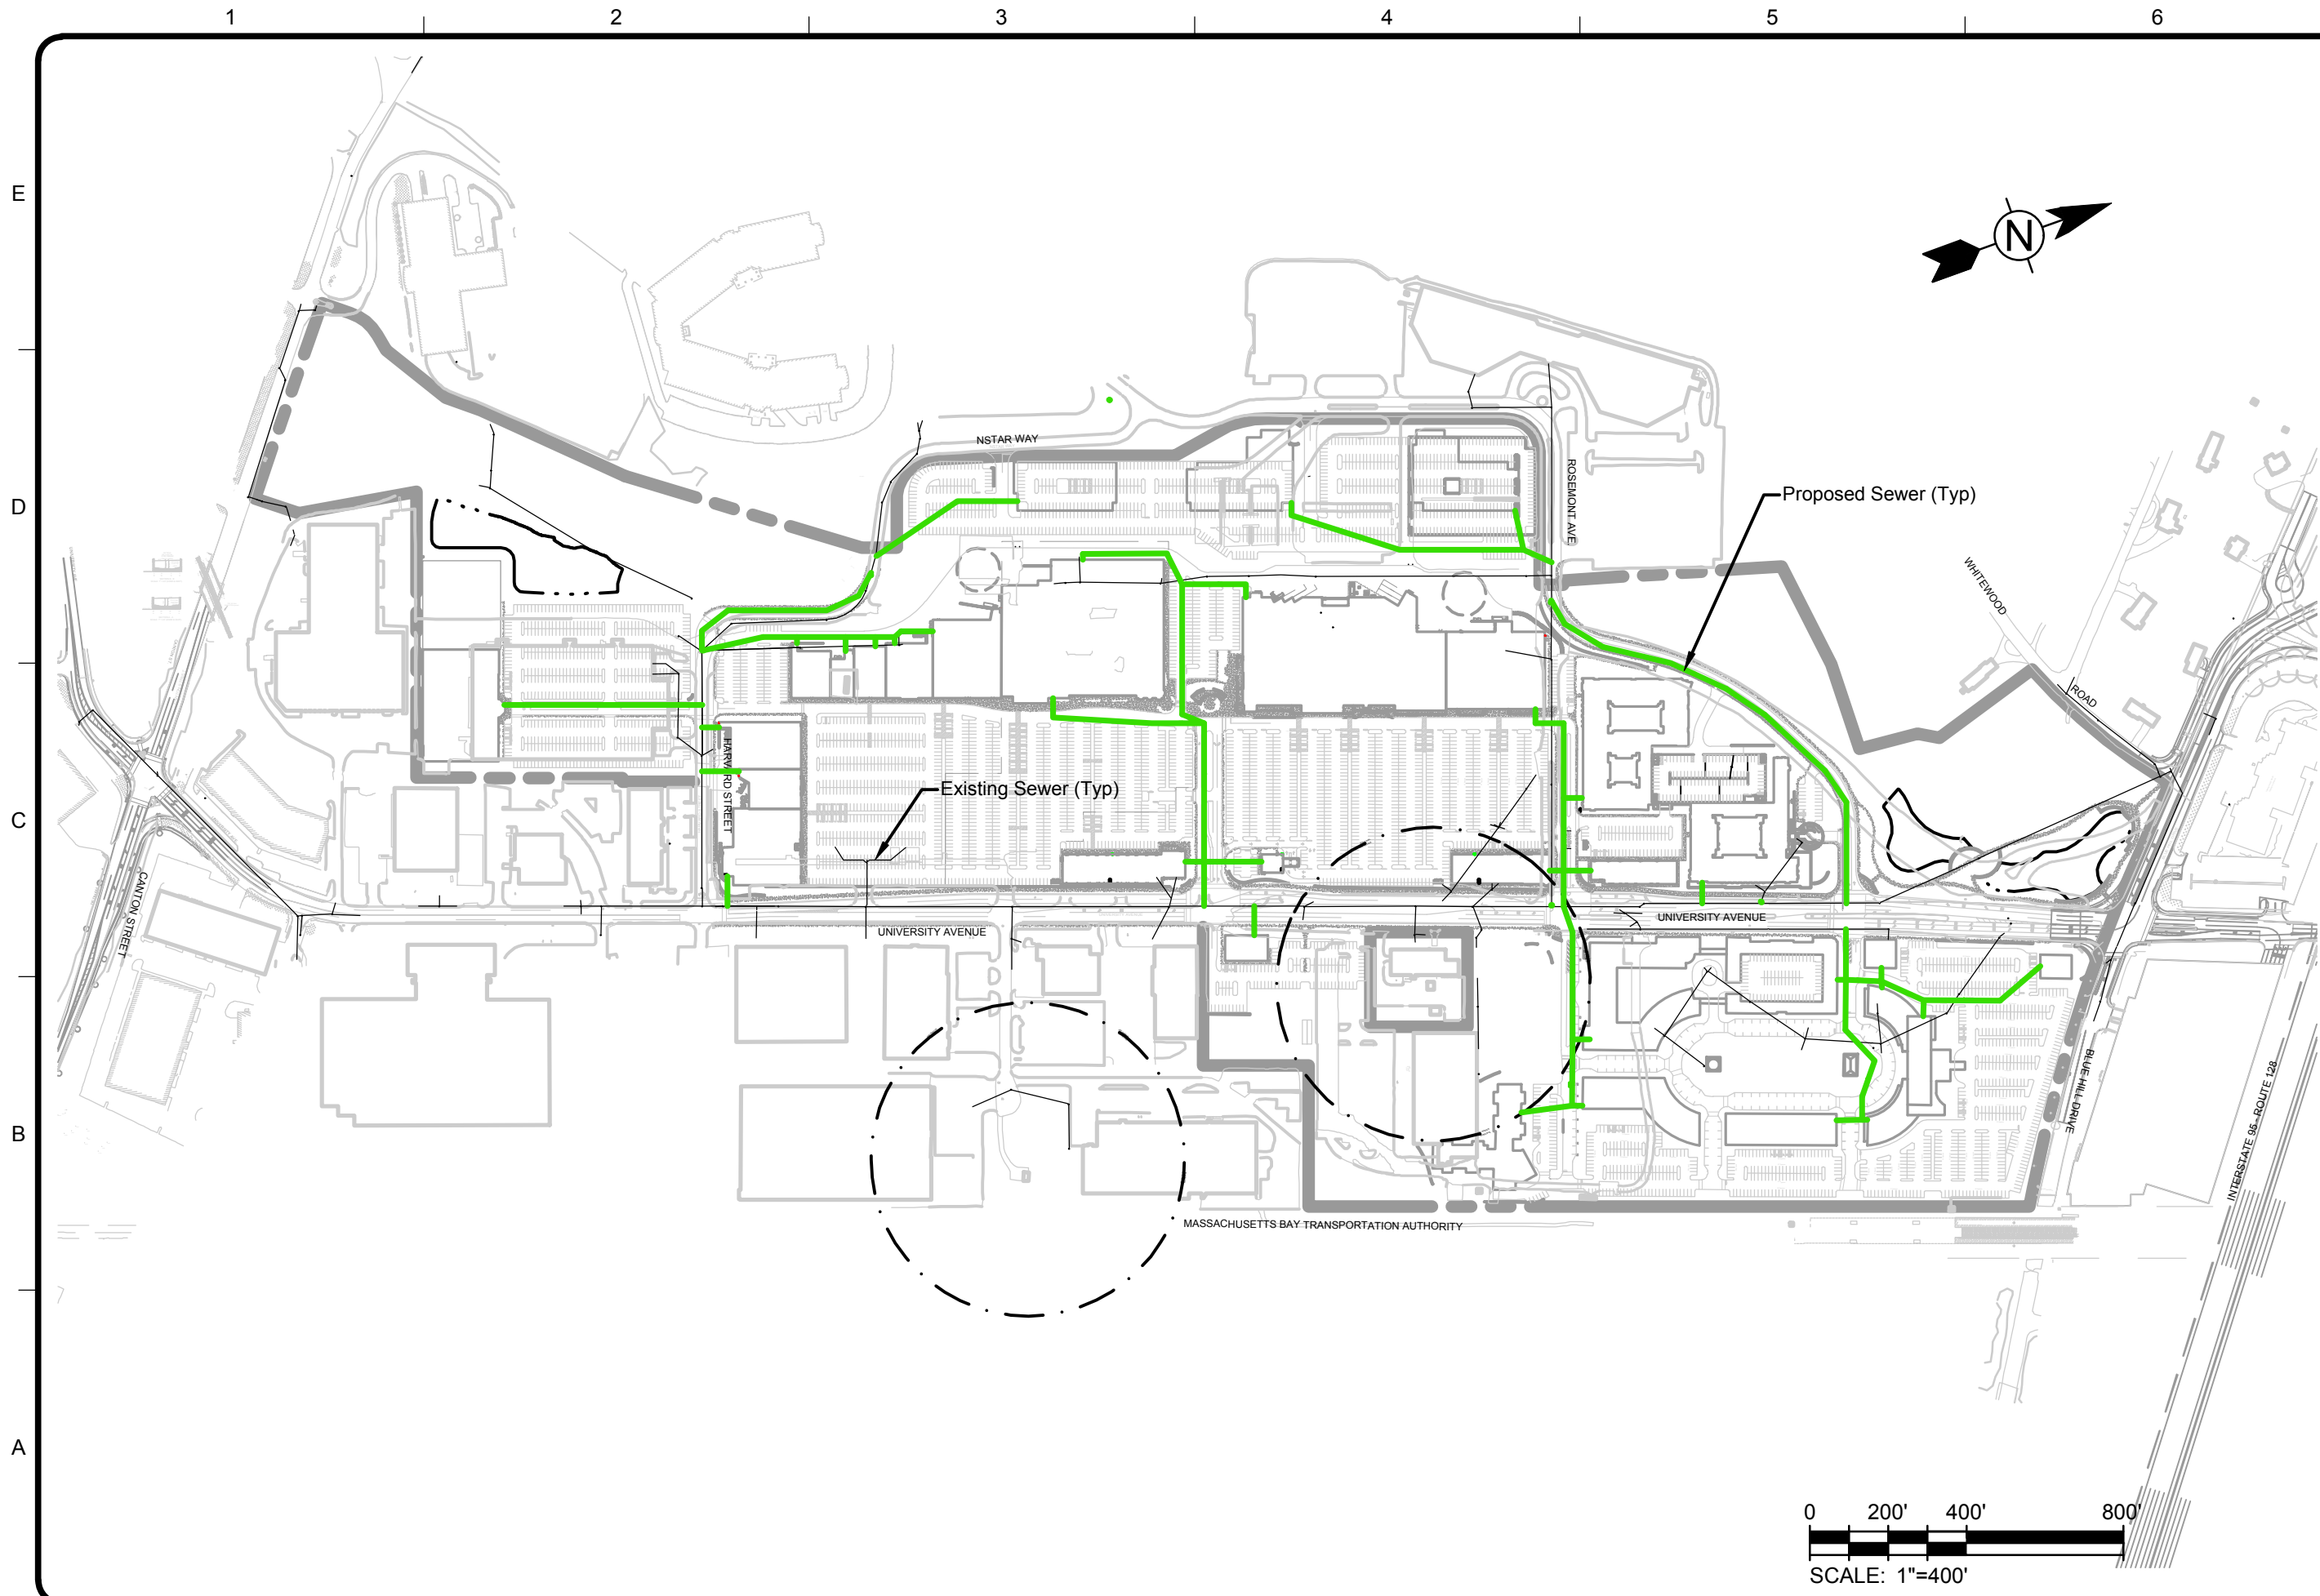 1 2 3 4 5 6
E
N
NSTAR WAY
D
ROSEMONT AVE
Proposed Sewer (Typ)
WHITEWOOD
ROAD
HARVARD STREET
Existing Sewer (Typ)
C
CANTON STREET
UNIVERSITY AVENUE
UNIVERSITY AVENUE
BLUE HILL DRIVE
INTERSTATE 95 - ROUTE 128
B
MASSACHUSETTS BAY TRANSPORTATION AUTHORITY
A
0 200' 400' 800'
SCALE: 1"=400'